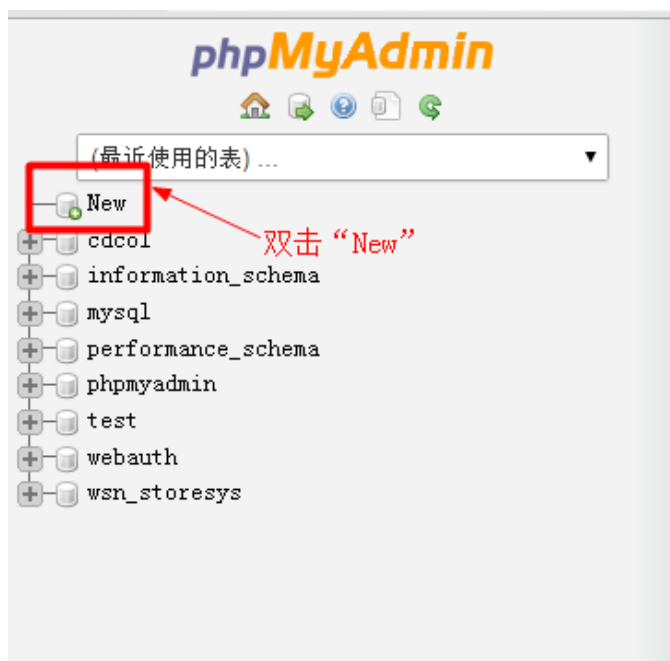 phpMyAdmin
(最近使用的表) ...
New
双击“New”
cdcol
information_schema
mysql
performance_schema
phpmyadmin
test
webauth
wsn_storesys